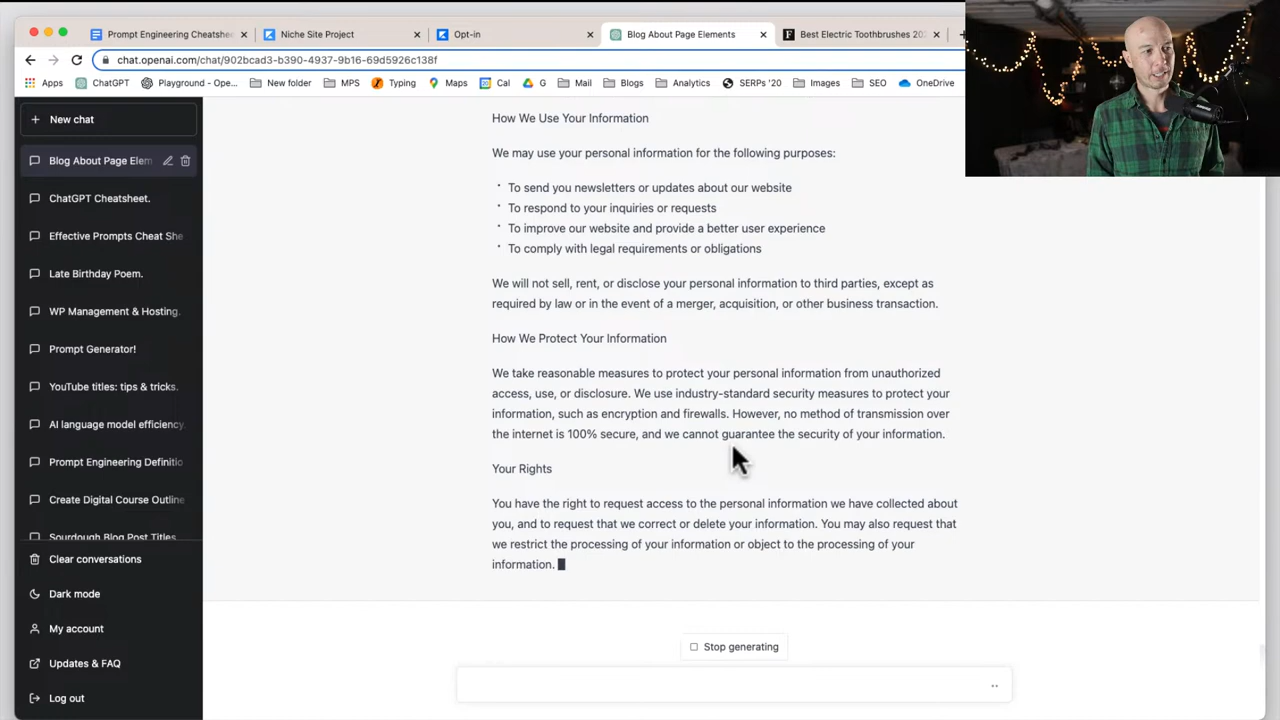 Prompt Engineering Cheatshe
Niche Site Project
Opt-in
Blog About Page Elements
Best Electric Toothbrushes 202
chat.openai.com/chat/902bcad3-b390-4937-9b16-69d5926c138f
Apps
ChatGPT
Playground - Ope...
New folder
MPS
Typing
Maps
Cal
G
Mail
Blogs
Analytics
SERPs '20
Images
SEO
OneDrive
+ New chat
Blog About Page Elem
ChatGPT Cheatsheet.
Effective Prompts Cheat She
Late Birthday Poem.
WP Management & Hosting.
Prompt Generator!
YouTube titles: tips & tricks.
AI language model efficiency.
Prompt Engineering Definitio
Create Digital Course Outline
Sourdough Blog Post Titles
Clear conversations
Dark mode
My account
Updates & FAQ
Log out
How We Use Your Information
We may use your personal information for the following purposes:
• To send you newsletters or updates about our website
• To respond to your inquiries or requests
• To improve our website and provide a better user experience
• To comply with legal requirements or obligations
We will not sell, rent, or disclose your personal information to third parties, except as
required by law or in the event of a merger, acquisition, or other business transaction.
How We Protect Your Information
We take reasonable measures to protect your personal information from unauthorized
access, use, or disclosure. We use industry-standard security measures to protect your
information, such as encryption and firewalls. However, no method of transmission over
the internet is 100% secure, and we cannot guarantee the security of your information.
Your Rights
You have the right to request access to the personal information we have collected about
you, and to request that we correct or delete your information. You may also request that
we restrict the processing of your information or object to the processing of your
information.
Stop generating